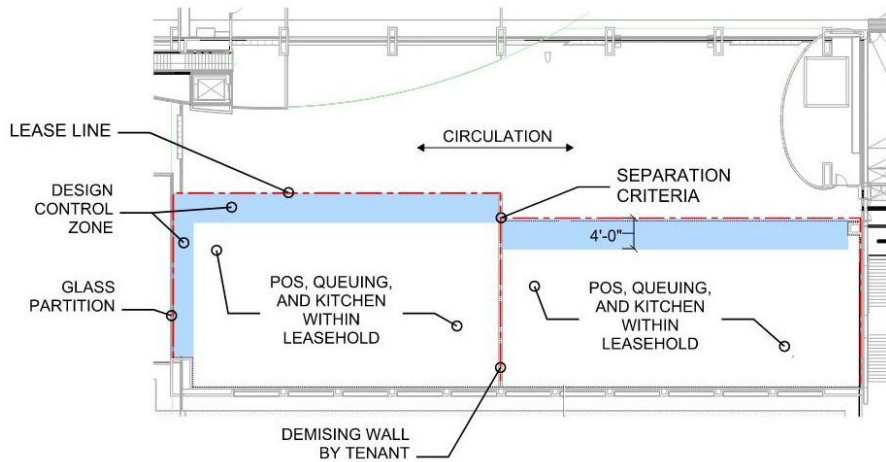 CIRCULATION
LEASE LINE
SEPARATION
CRITERIA
DESIGN
CONTROL
ZONE
4'-0"
GLASS
PARTITION
POS, QUEUING,
AND KITCHEN
WITHIN
LEASEHOLD
POS, QUEUING,
AND KITCHEN
WITHIN
LEASEHOLD
DEMISING WALL
BY TENANT